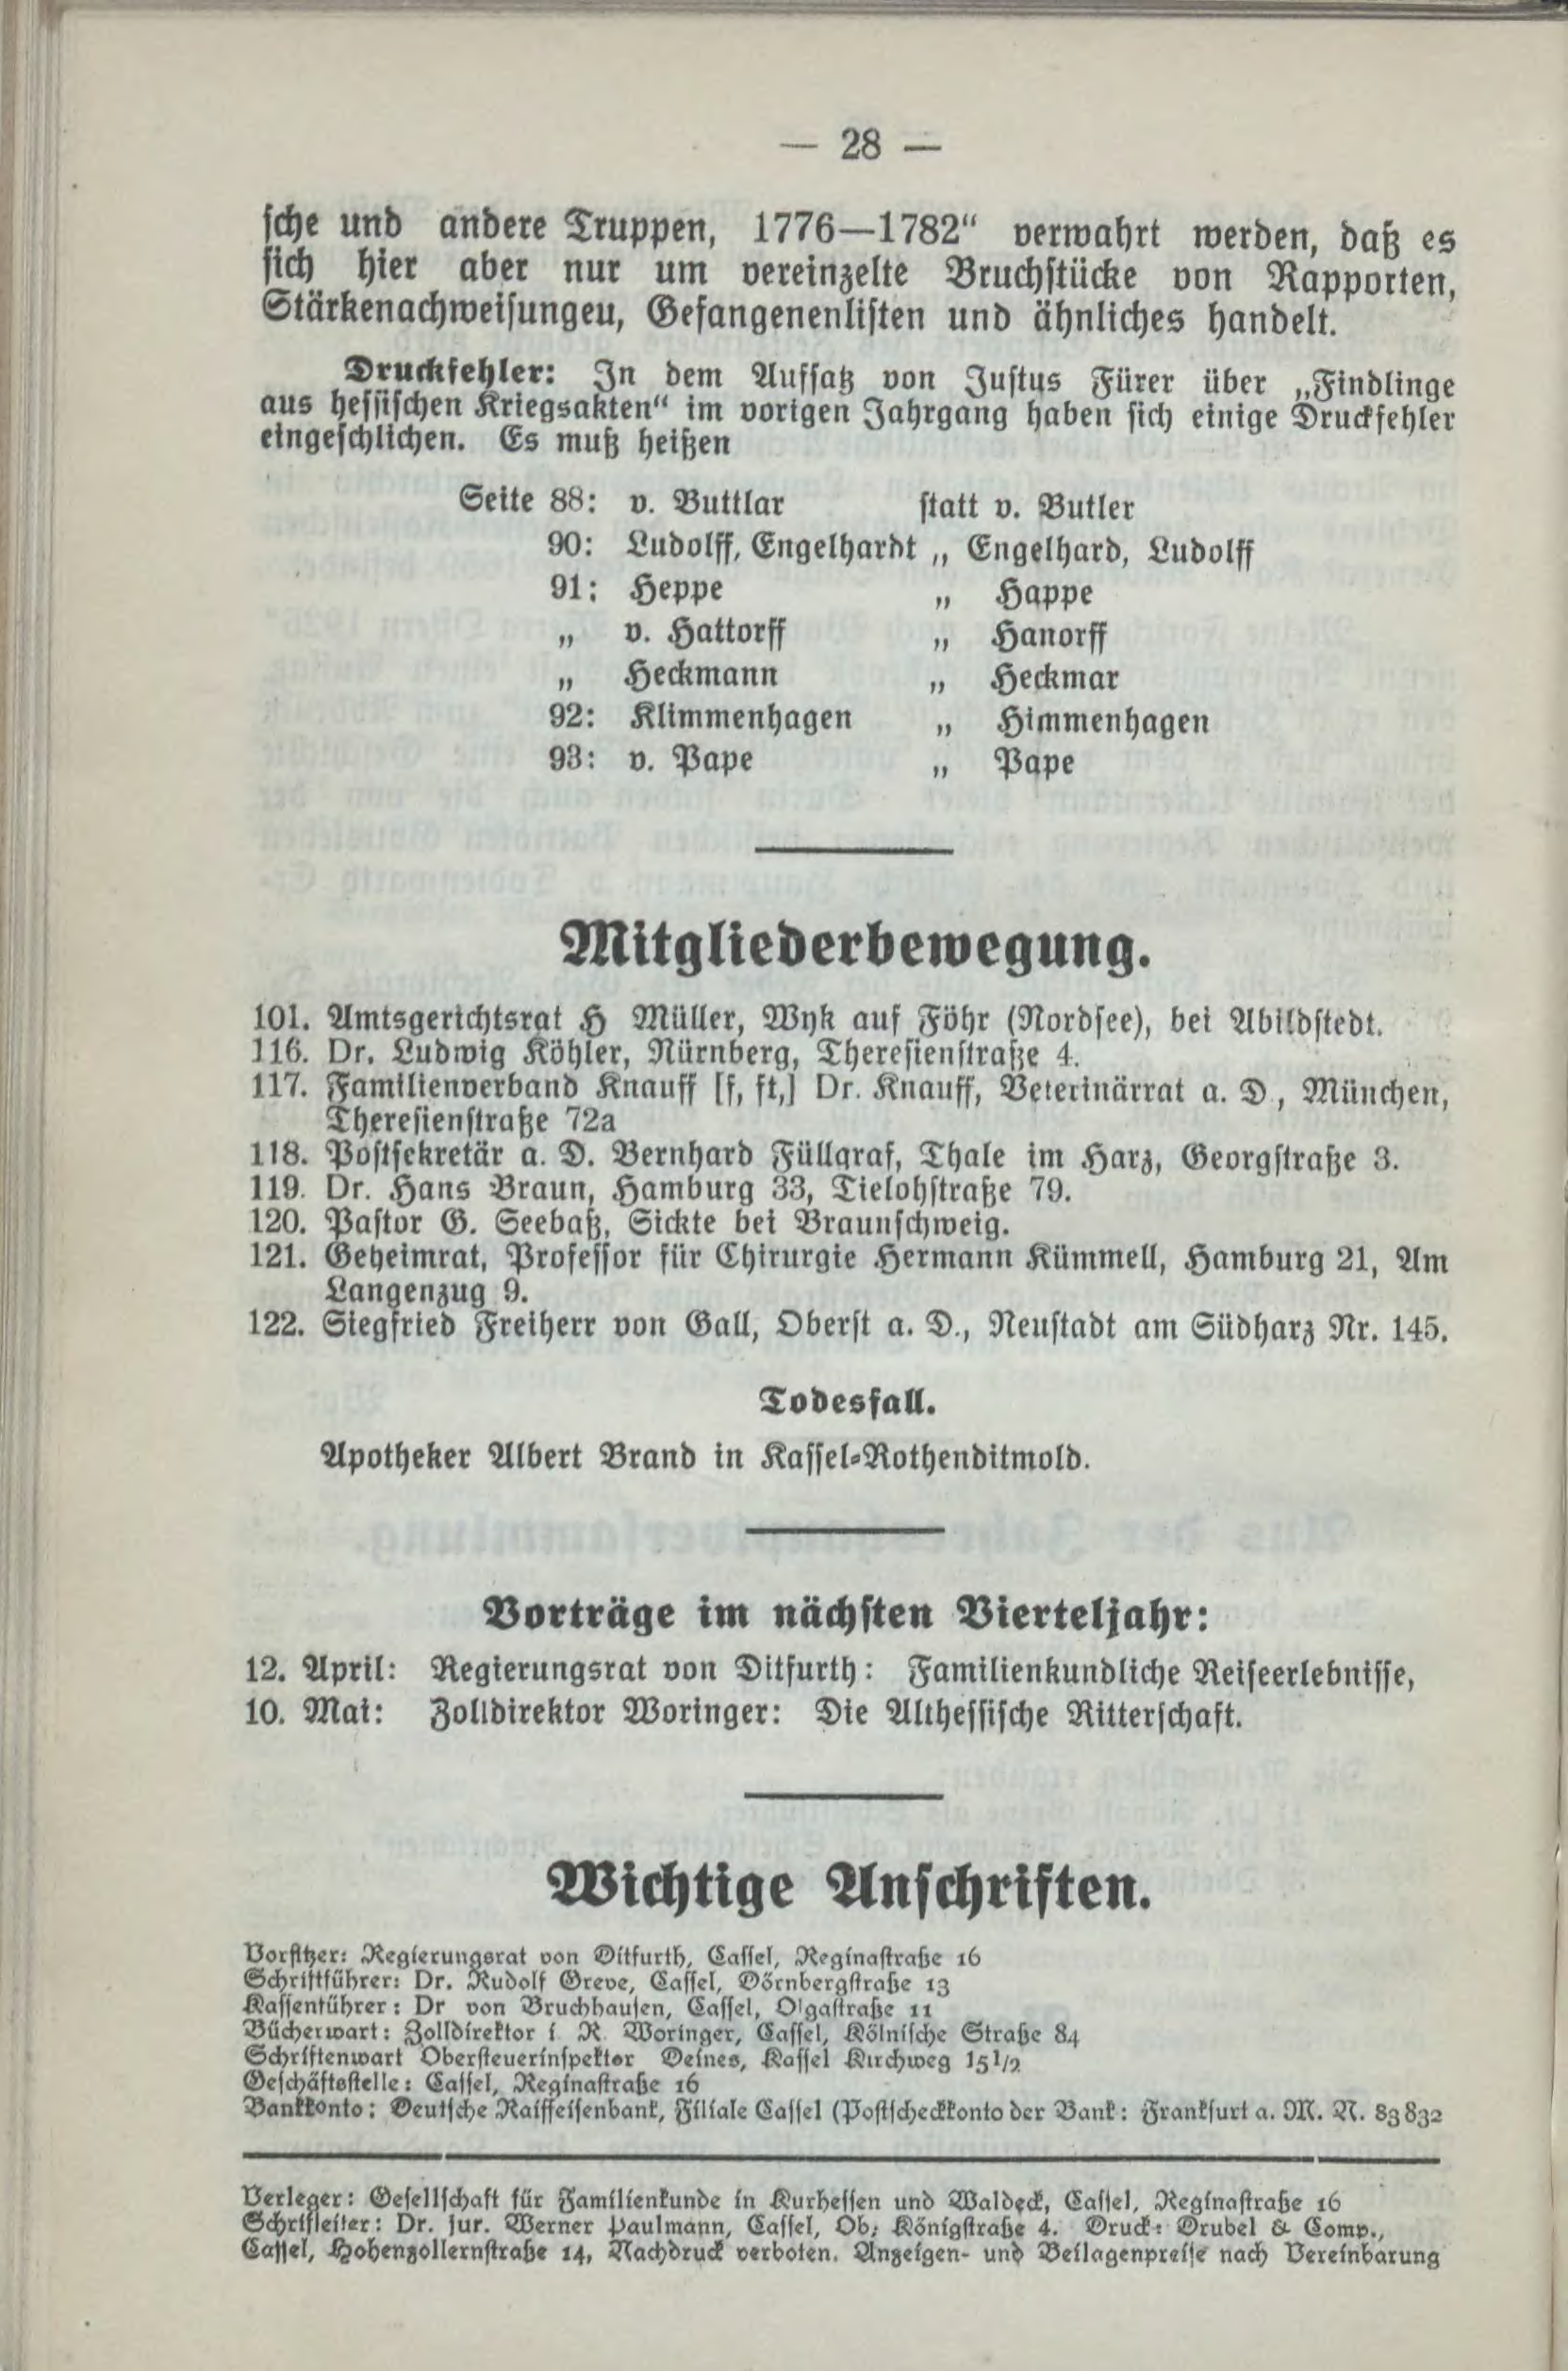 — 28 —
sche und andere Truppen, 1776—1782“ verwahrt werden, daß es
sich hier aber nur um vereinzelte Bruchstücke von Rapporten,
Stärkenachweisungeu, Gefangenenlisten und ähnliches handelt.
Druckfehler: In dem Aufsatz von Justus Fürer über „Findlinge
aus hessischen Kriegsakten“ im vorigen Jahrgang haben sich einige Druckfehler
eingeschlichen. Es muß heißen
Seite 88: v. Buttlar statt v. Butler
90: Ludolff, Engelhardt „ Engelhard, Ludolff
91: Heppe „ Happe
„ v. Hattorff „ Hanorff
„ Heckmann „ Heckmar
92: Klimmenhagen „ Himmenhagen
93: v. Pape „ Pape
Mitgliederbewegung.
101. Amtsgerichtsrat H Müller, Wyk auf Föhr (Nordsee), bei Abildstedt.
116. Dr. Ludwig Köhler, Nürnberg, Theresienstraße 4.
117. Familienverband Knauff [f, ft,] Dr. Knauff, Veterinärrat a. D., München,
Theresienstraße 72a
118. Postsekretär a. D. Bernhard Füllgraf, Thale im Harz, Georgstraße 3.
119. Dr. Hans Braun, Hamburg 33, Tielohstraße 79.
120. Pastor G. Seebaß, Sickte bei Braunschweig.
121. Geheimrat, Professor für Chirurgie Hermann Kümmell, Hamburg 21, Am
Langenzug 9.
122. Siegfried Freiherr von Gall, Oberst a. D., Neustadt am Südharz Nr. 145.
Todesfall.
Apotheker Albert Brand in Kassel-Rothenditmold.
Vorträge im nächsten Vierteljahr:
12. April: Regierungsrat von Ditfurth: Familienkundliche Reiseerlebnisse,
10. Mai: Zolldirektor Woringer: Die Althessische Ritterschaft.
Wichtige Anschriften.
Vorsitzer: Regierungsrat von Ditfurth, Cassel, Reginastraße 16
Schriftführer: Dr. Rudolf Greve, Cassel, Dörnbergstraße 13
Kassenführer: Dr von Bruchhausen, Cassel, Olgastraße 11
Bücherwart: Zolldirektor i. R. Woringer, Cassel, Kölnische Straße 84
Schriftenwart Obersteuerinspektor Deines, Kassel Kirchweg 15 1/2
Geschäftsstelle: Cassel, Reginastraße 16
Bankkonto: Deutsche Raiffeisenbank, Filiale Cassel (Postscheckkonto der Bank: Frankfurt a. M. N. 83832
Verleger: Gesellschaft für Familienkunde in Kurhessen und Waldeck, Cassel, Reginastraße 16
Schriftleiter: Dr. jur. Werner Paulmann, Cassel, Ob. Königstraße 4. Druck: Drubel & Comp.,
Cassel, Hohenzollernstraße 14, Nachdruck verboten. Anzeigen- und Beilagenpreise nach Vereinbarung